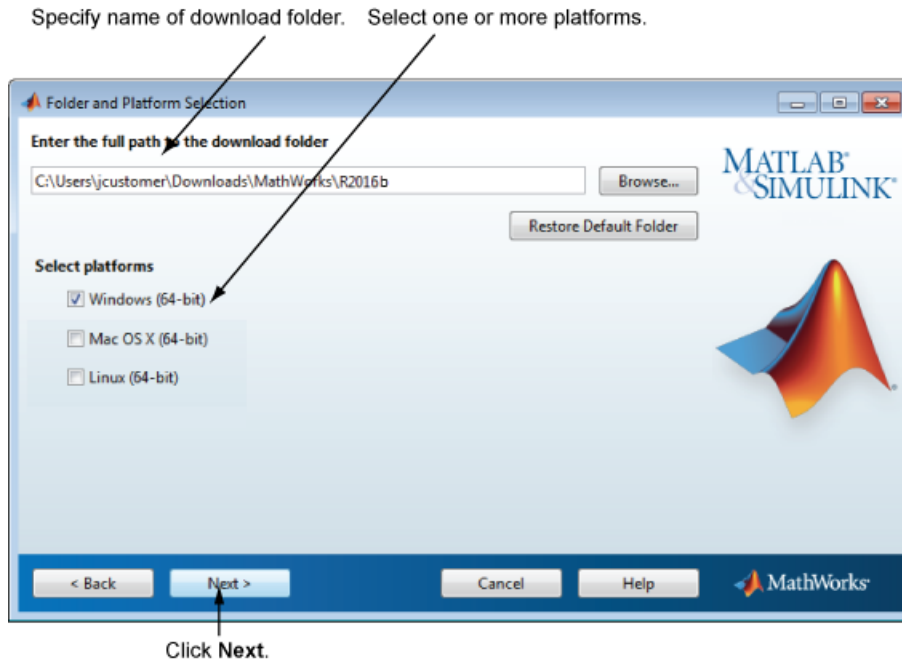 Specify name of download folder. Select one or more platforms.
Folder and Platform Selection
Enter the full path to the download folder
C:\Users\jcustomer\Downloads\MathWorks\R2016b
Browse...
MATLAB®
&SIMULINK®
Restore Default Folder
Select platforms
Windows (64-bit)
Mac OS X (64-bit)
Linux (64-bit)
< Back Next > Cancel Help MathWorks®
Click Next.